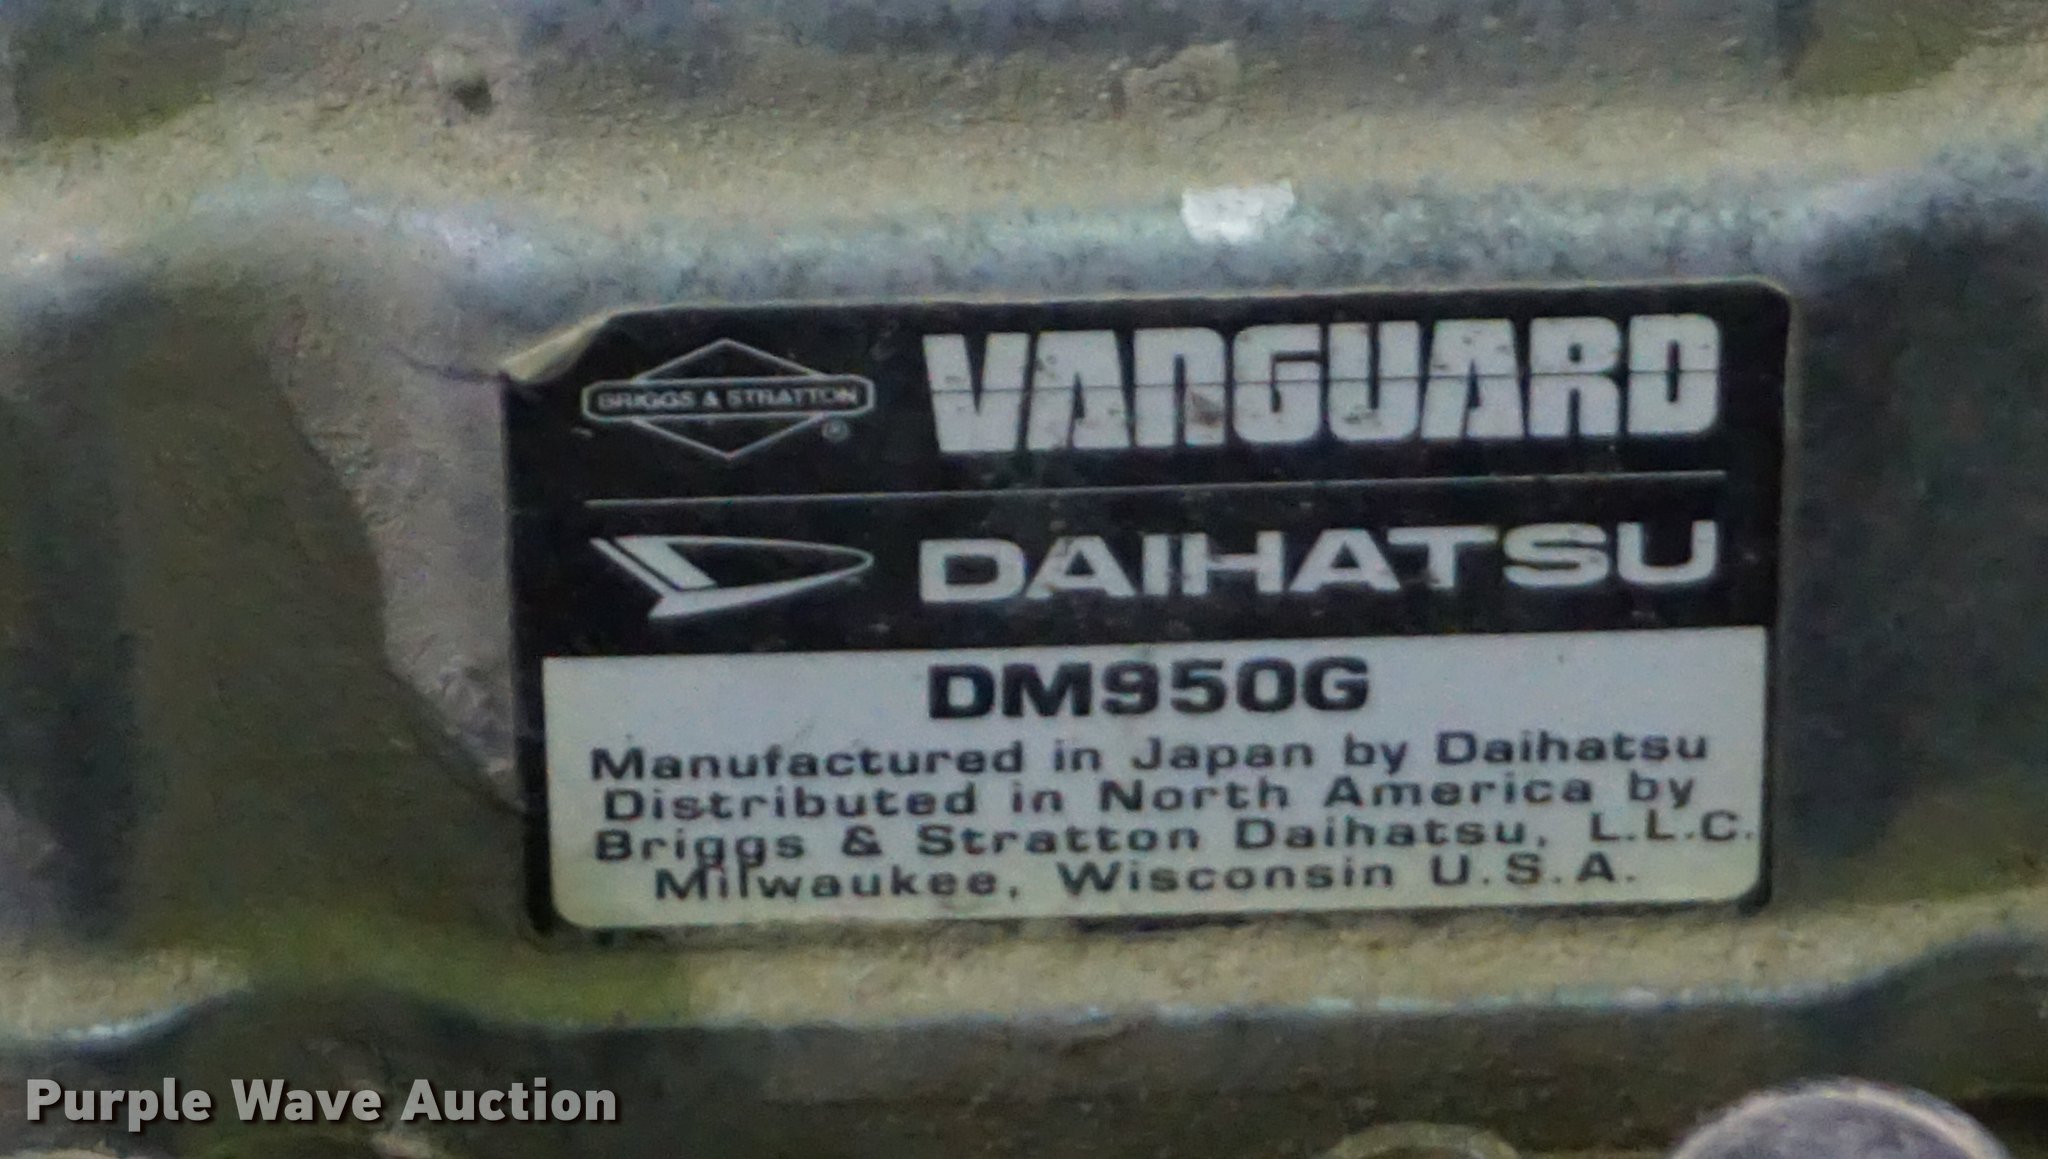 BRIGGS & STRATTON ®
VANGUARD
DAIHATSU
DM950G
Manufactured in Japan by Daihatsu
Distributed in North America by
Briggs & Stratton Daihatsu, L.L.C.
Milwaukee, Wisconsin U.S.A.
Purple Wave Auction